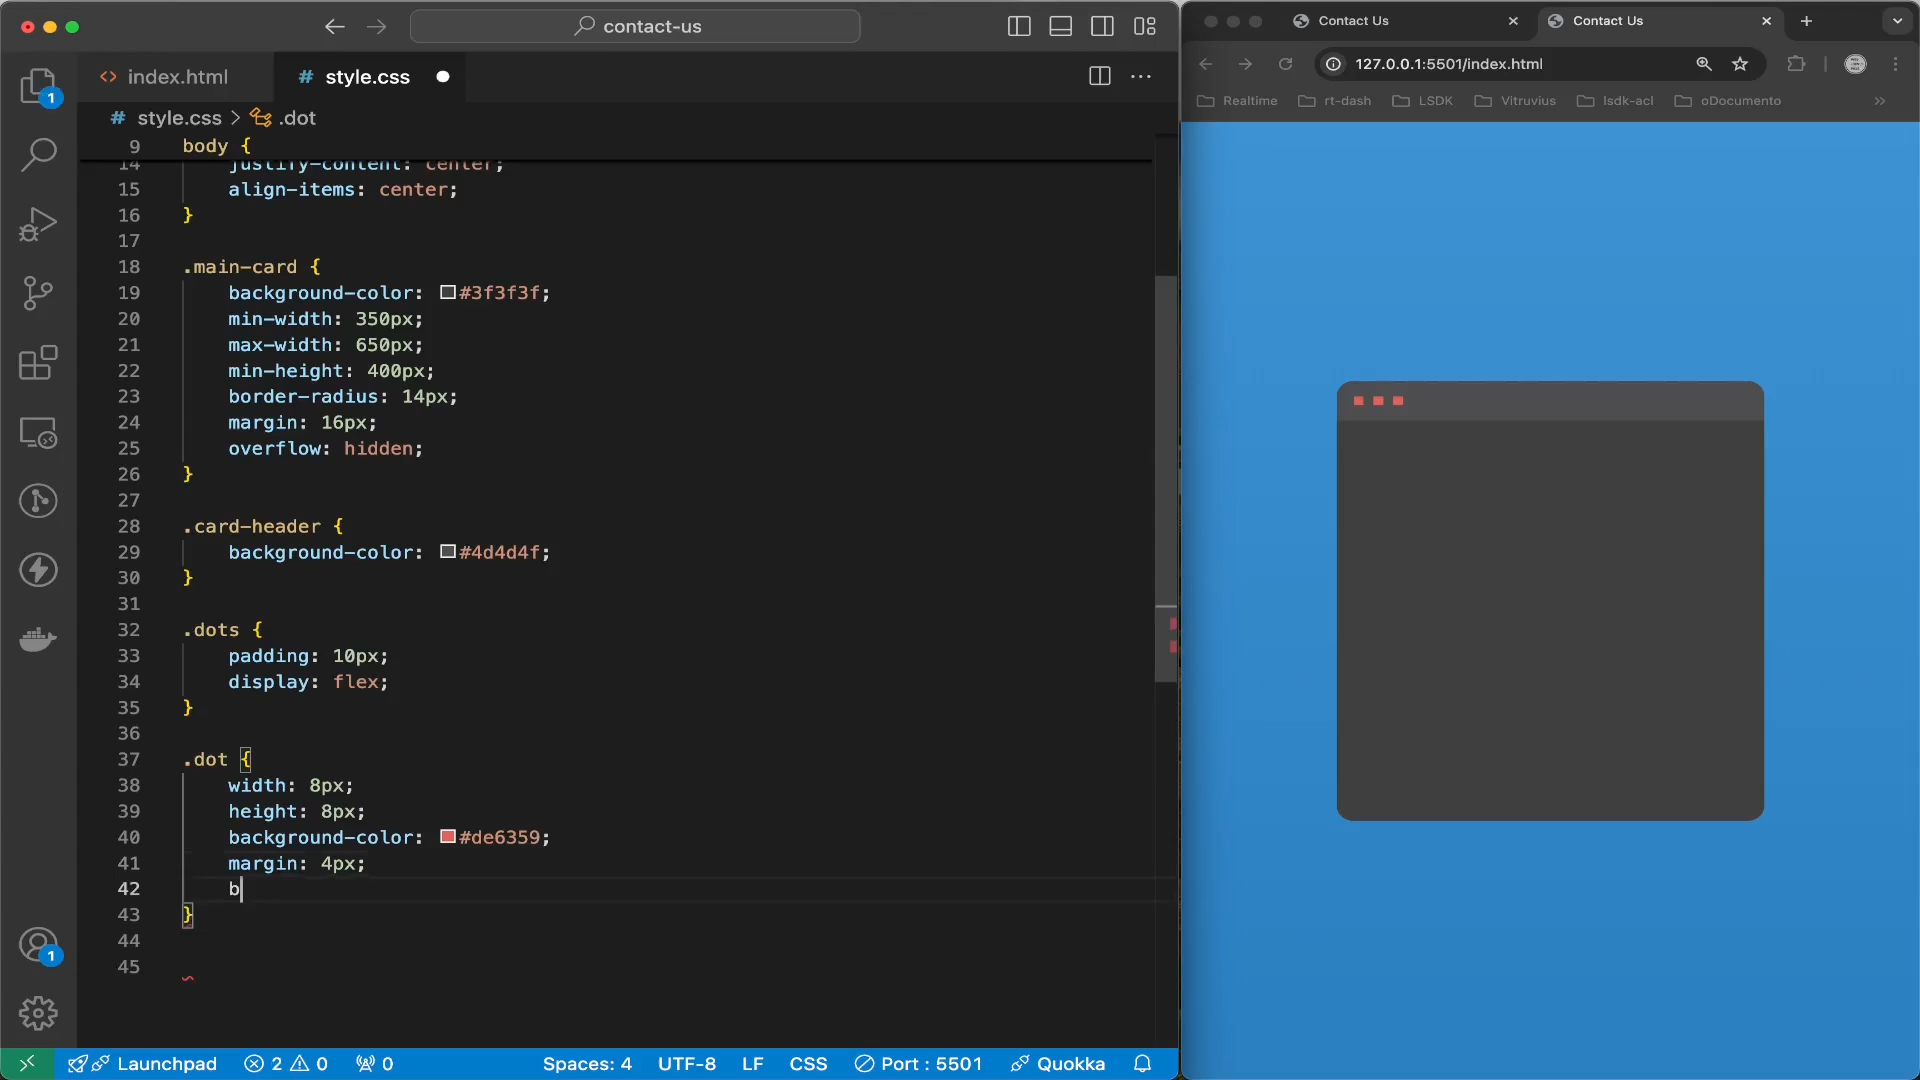 contact-us
index.html
style.css
style.css > .dot
9 body {
14 justify-content: center;
15 align-items: center;
16 }
17
18 .main-card {
19 background-color: #3f3f3f;
20 min-width: 350px;
21 max-width: 650px;
22 min-height: 400px;
23 border-radius: 14px;
24 margin: 16px;
25 overflow: hidden;
26 }
27
28 .card-header {
29 background-color: #4d4d4f;
30 }
31
32 .dots {
33 padding: 10px;
34 display: flex;
35 }
36
37 .dot {
38 width: 8px;
39 height: 8px;
40 background-color: #de6359;
41 margin: 4px;
42 b
43 }
44
45
1
1
Launchpad 2 0 0 Spaces: 4 UTF-8 LF CSS Port : 5501 Quokka
Contact Us
Contact Us
127.0.0.1:5501/index.html
Realtime rt-dash LSDK Vitruvius lsdk-acl oDocumento